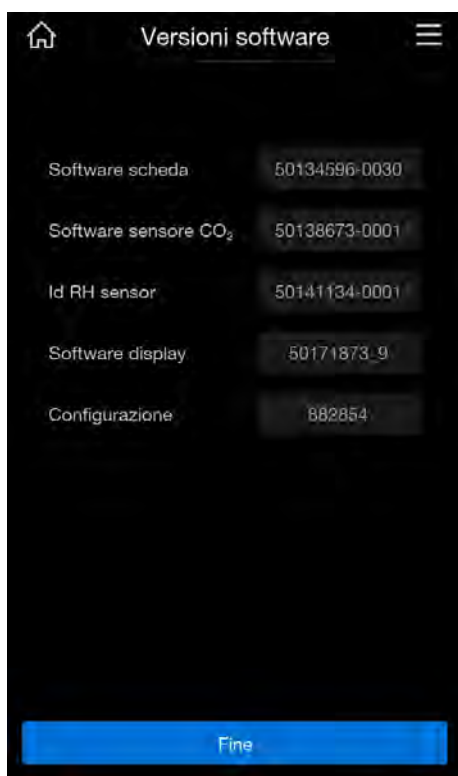 Versioni software
Software scheda 50134596-0030
Software sensore CO₂ 50138673-0001
Id RH sensor 50141134-0001
Software display 50171873_9
Configurazione 882854
Fine